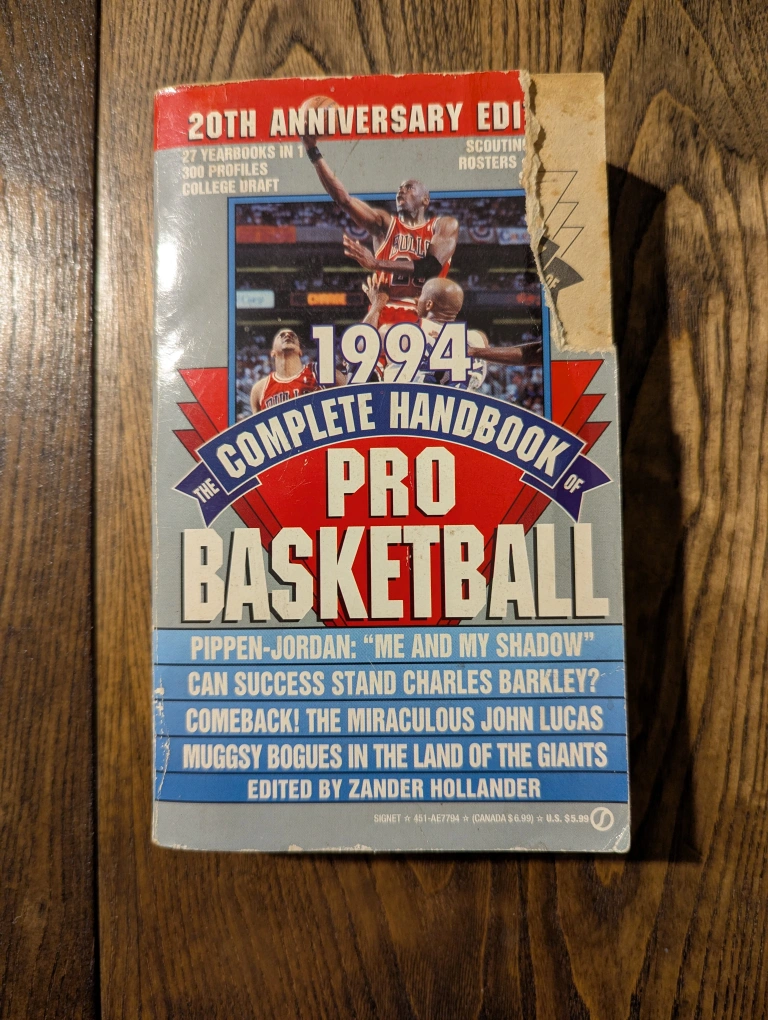 20TH ANNIVERSARY EDI
27 YEARBOOKS IN 1
300 PROFILES
COLLEGE DRAFT
SCOUTIN
ROSTERS
BULLS
1994
THE COMPLETE HANDBOOK OF
OF
PRO
BASKETBALL
PIPPEN-JORDAN: “ME AND MY SHADOW”
CAN SUCCESS STAND CHARLES BARKLEY?
COMEBACK! THE MIRACULOUS JOHN LUCAS
MUGGSY BOGUES IN THE LAND OF THE GIANTS
EDITED BY ZANDER HOLLANDER
SIGNET ☆ 451-AE7794 ☆ (CANADA $6.99) ☆ U.S. $5.99